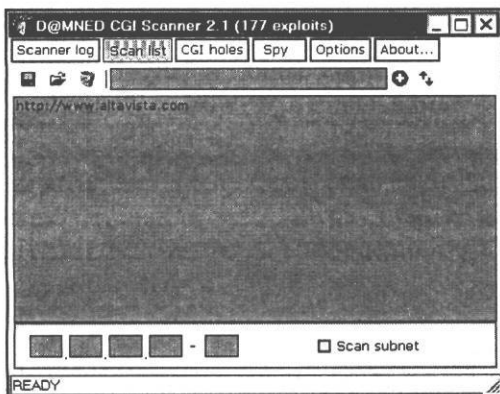 D@MNED CGI Scanner 2.1 (177 exploits)
Scanner log Scan list CGI holes Spy Options About...
http://www.altavista.com
. . . - Scan subnet
READY